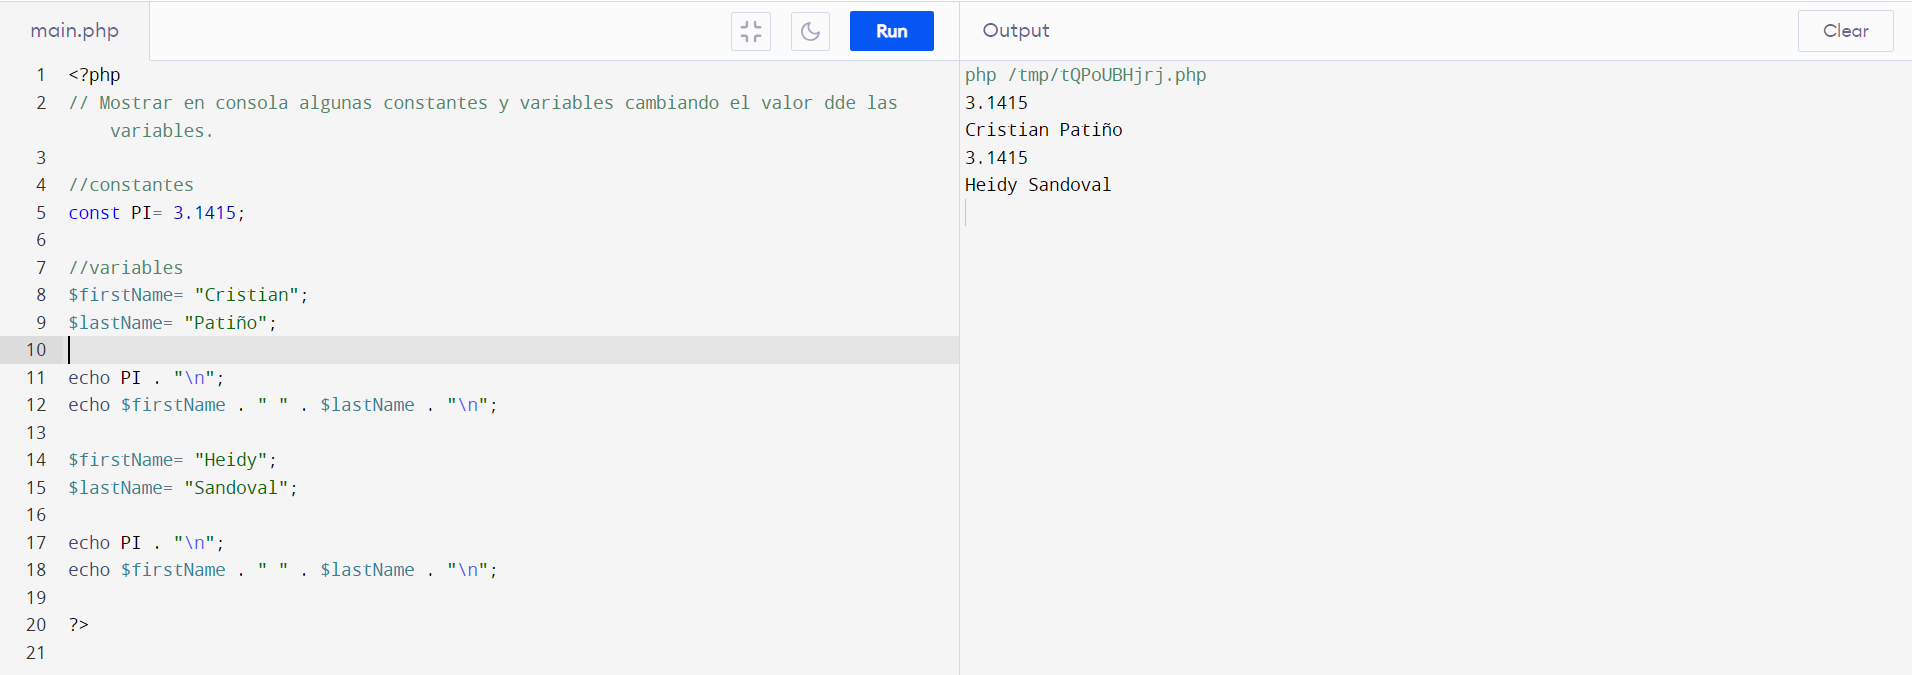 main.php
Run
Output
Clear
1 <?php
2 // Mostrar en consola algunas constantes y variables cambiando el valor dde las
variables.
3
4 //constantes
5 const PI= 3.1415;
6
7 //variables
8 $firstName= "Cristian";
9 $lastName= "Patiño";
10
11 echo PI . "\n";
12 echo $firstName . " " . $lastName . "\n";
13
14 $firstName= "Heidy";
15 $lastName= "Sandoval";
16
17 echo PI . "\n";
18 echo $firstName . " " . $lastName . "\n";
19
20 ?>
21
php /tmp/tQPoUBHjrj.php
3.1415
Cristian Patiño
3.1415
Heidy Sandoval